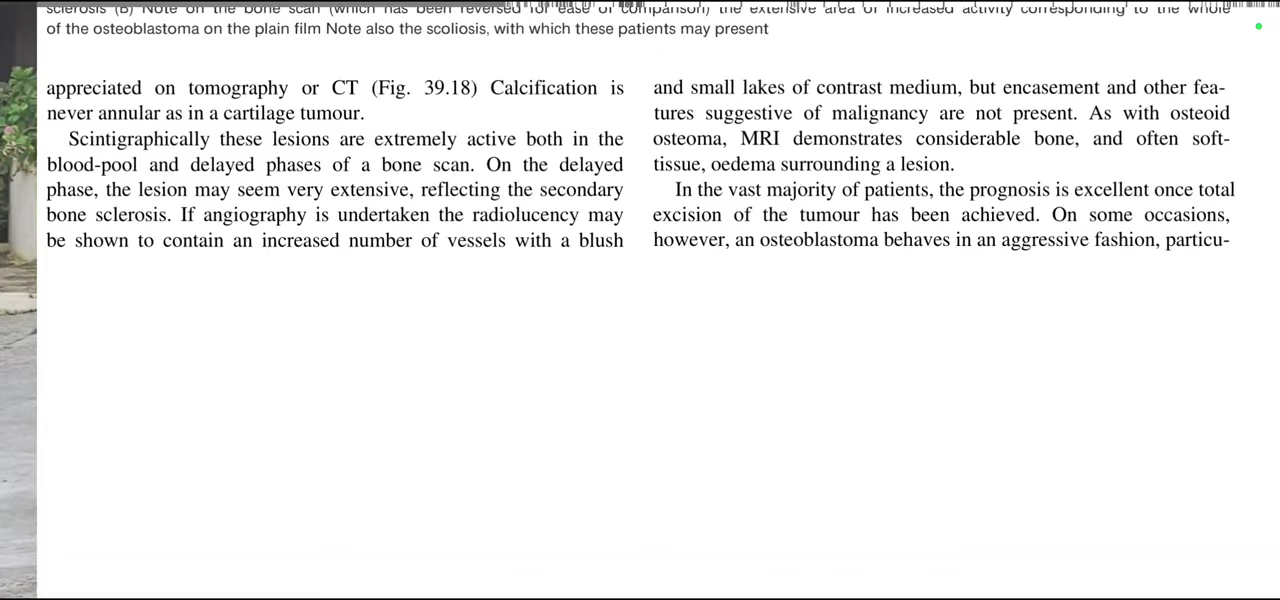 sclerosis (B) Note on the bone scan (which has been reversed for ease of comparison) the extensive area of increased activity corresponding to the whole
of the osteoblastoma on the plain film Note also the scoliosis, with which these patients may present
appreciated on tomography or CT (Fig. 39.18) Calcification is
never annular as in a cartilage tumour.
Scintigraphically these lesions are extremely active both in the
blood-pool and delayed phases of a bone scan. On the delayed
phase, the lesion may seem very extensive, reflecting the secondary
bone sclerosis. If angiography is undertaken the radiolucency may
be shown to contain an increased number of vessels with a blush
and small lakes of contrast medium, but encasement and other fea-
tures suggestive of malignancy are not present. As with osteoid
osteoma, MRI demonstrates considerable bone, and often soft-
tissue, oedema surrounding a lesion.
In the vast majority of patients, the prognosis is excellent once total
excision of the tumour has been achieved. On some occasions,
however, an osteoblastoma behaves in an aggressive fashion, particu-